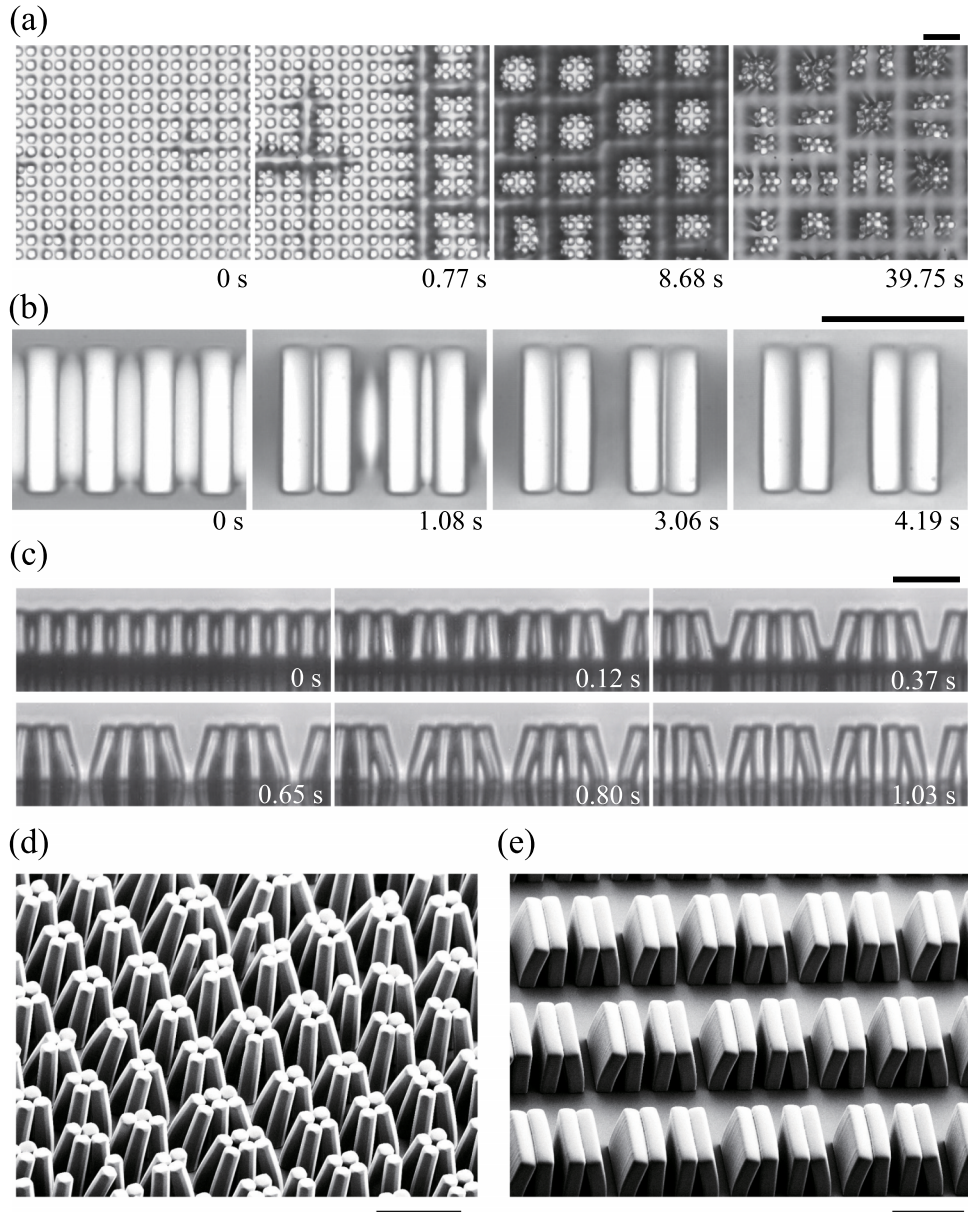 (a)
0 s
0.77 s
8.68 s
39.75 s
(b)
0 s
1.08 s
3.06 s
4.19 s
(c)
0 s
0.12 s
0.37 s
0.65 s
0.80 s
1.03 s
(d)
(e)